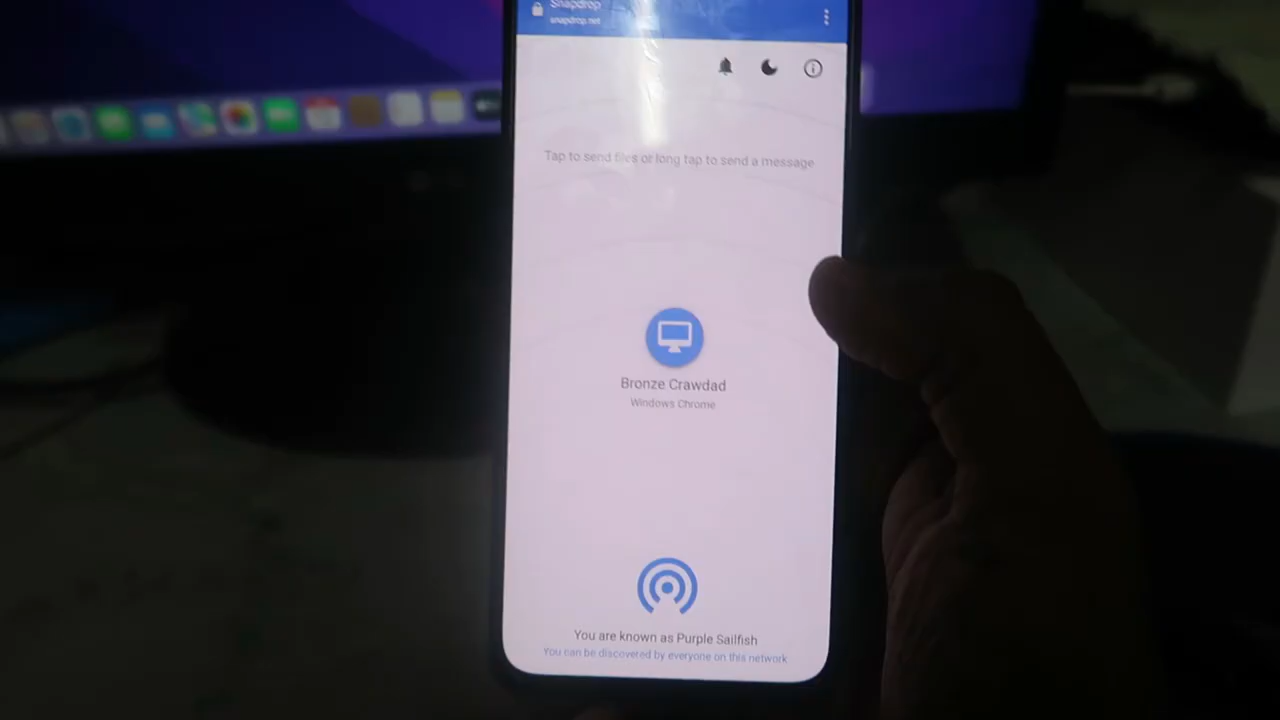 Snapdrop
snapdrop.net
Tap to send files or long tap to send a message
Bronze Crawdad
Windows Chrome
You are known as Purple Sailfish
You can be discovered by everyone on this network